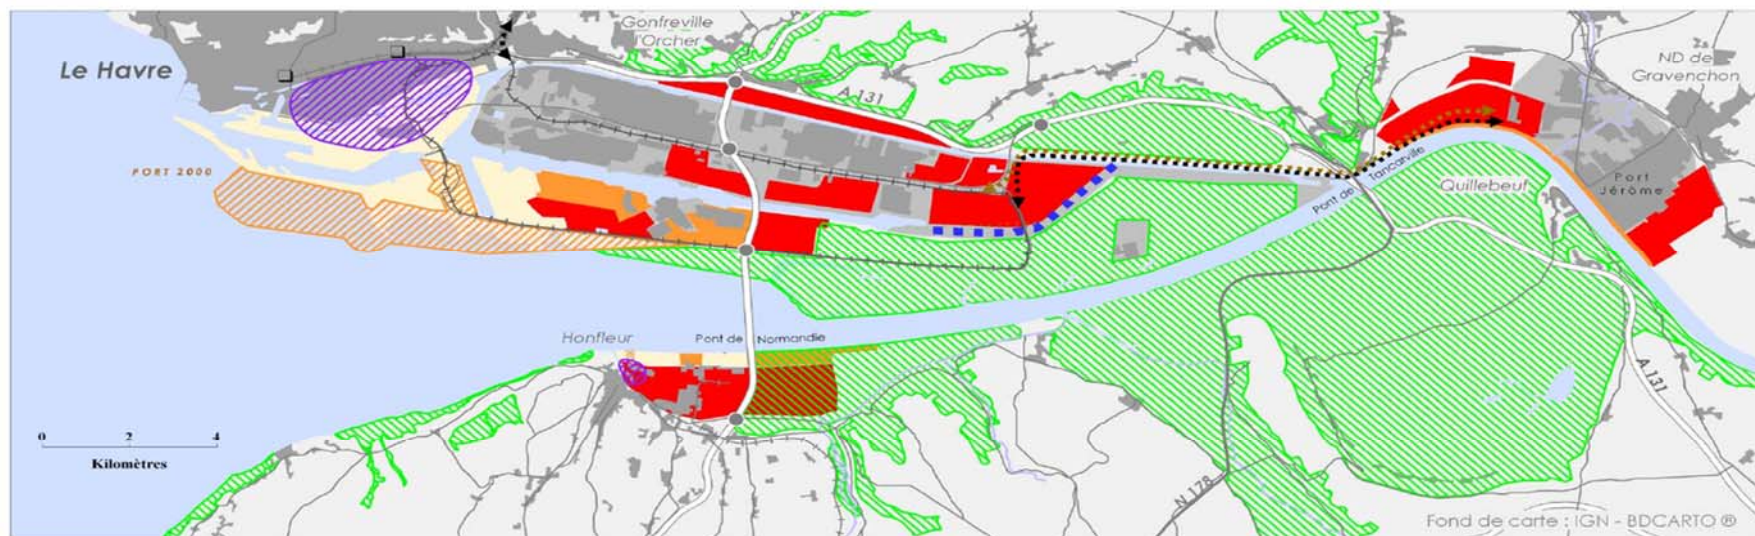 Gonfreville
l'Orcher
Le Havre
A 131
ND de
Gravenchon
PORT 2000
Pont de Tancarville
Quillebeuf
Port
Jérôme
Honfleur
Pont de Normandie
A 131
0 2 4
Kilomètres
N 178
Fond de carte : IGN - BDCARTO ®